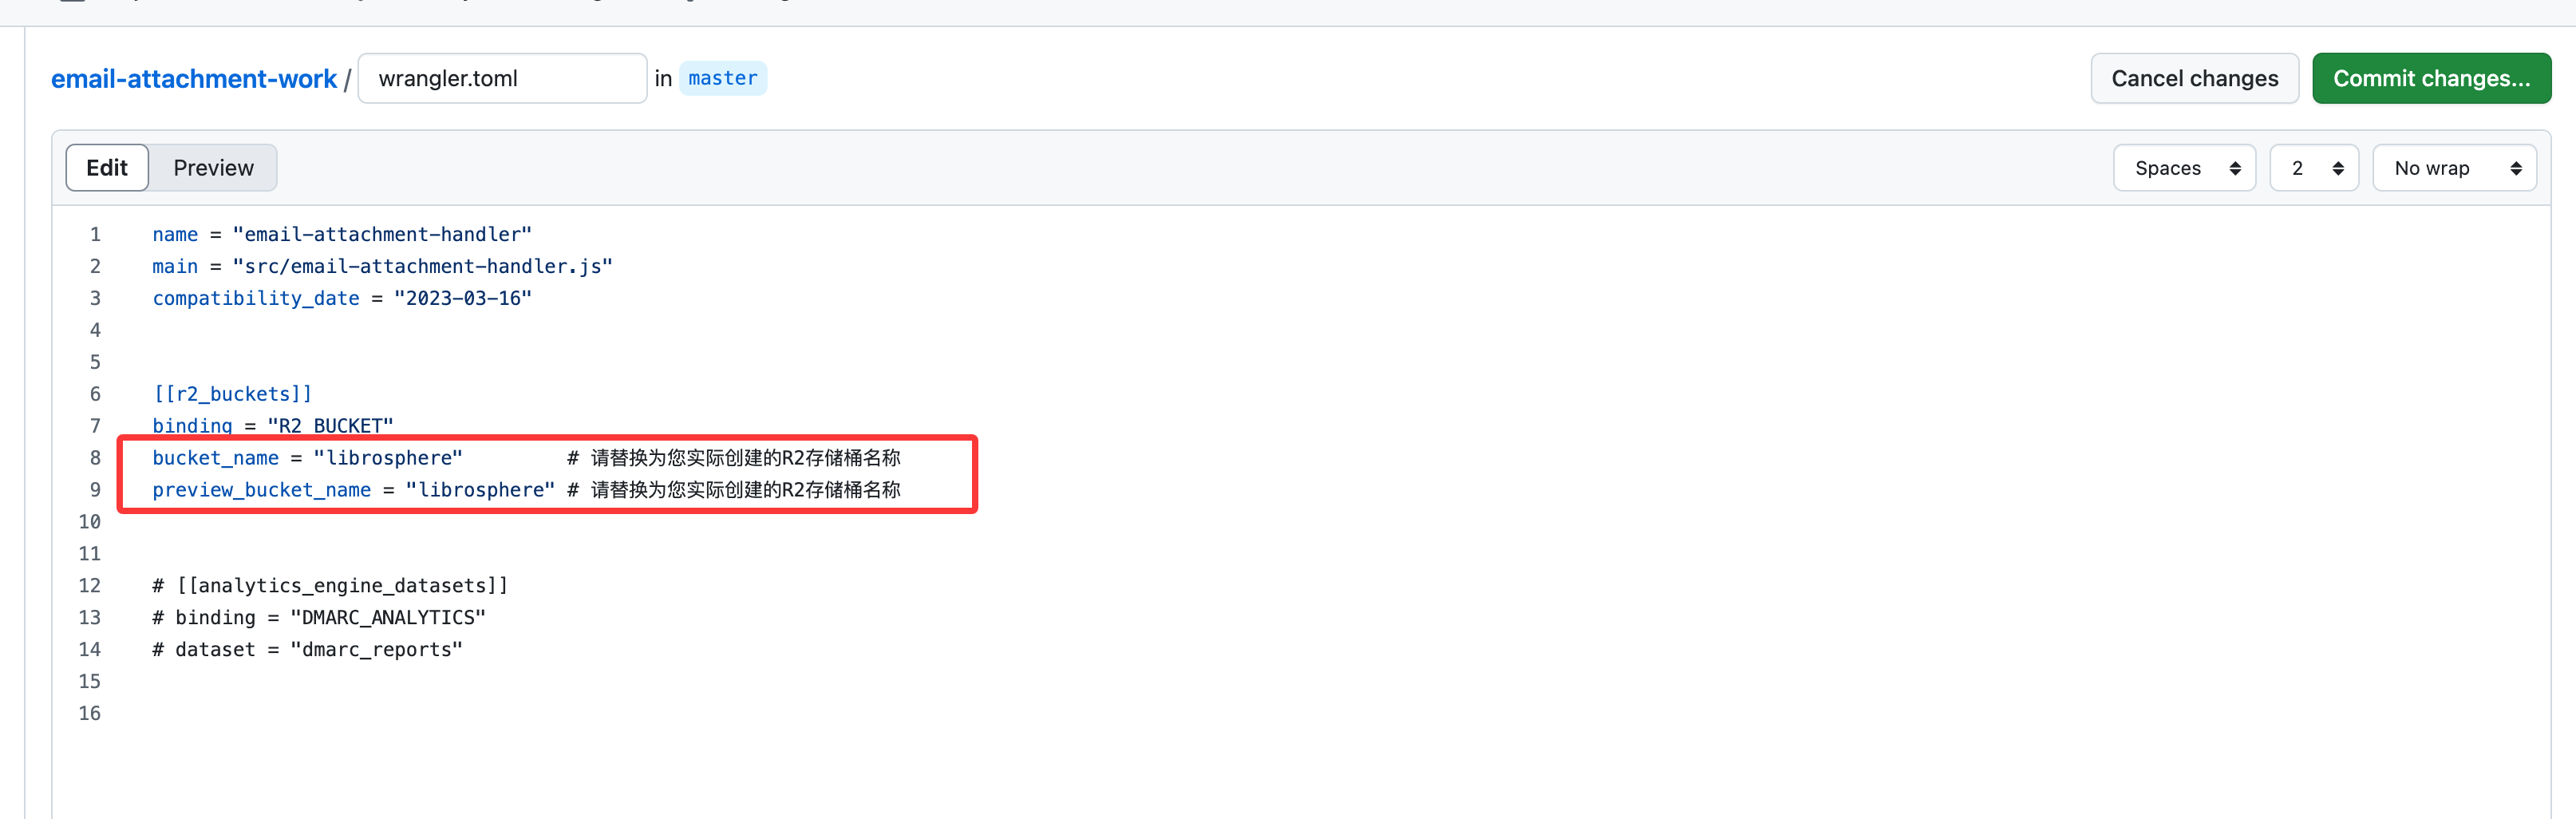 email-attachment-work / wrangler.toml in master Cancel changes Commit changes...
Edit Preview Spaces 2 No wrap
1 name = "email-attachment-handler"
2 main = "src/email-attachment-handler.js"
3 compatibility_date = "2023-03-16"
4
5
6 [[r2_buckets]]
7 binding = "R2_BUCKET"
8 bucket_name = "librosphere" # 请替换为您实际创建的R2存储桶名称
9 preview_bucket_name = "librosphere" # 请替换为您实际创建的R2存储桶名称
10
11
12 # [[analytics_engine_datasets]]
13 # binding = "DMARC_ANALYTICS"
14 # dataset = "dmarc_reports"
15
16